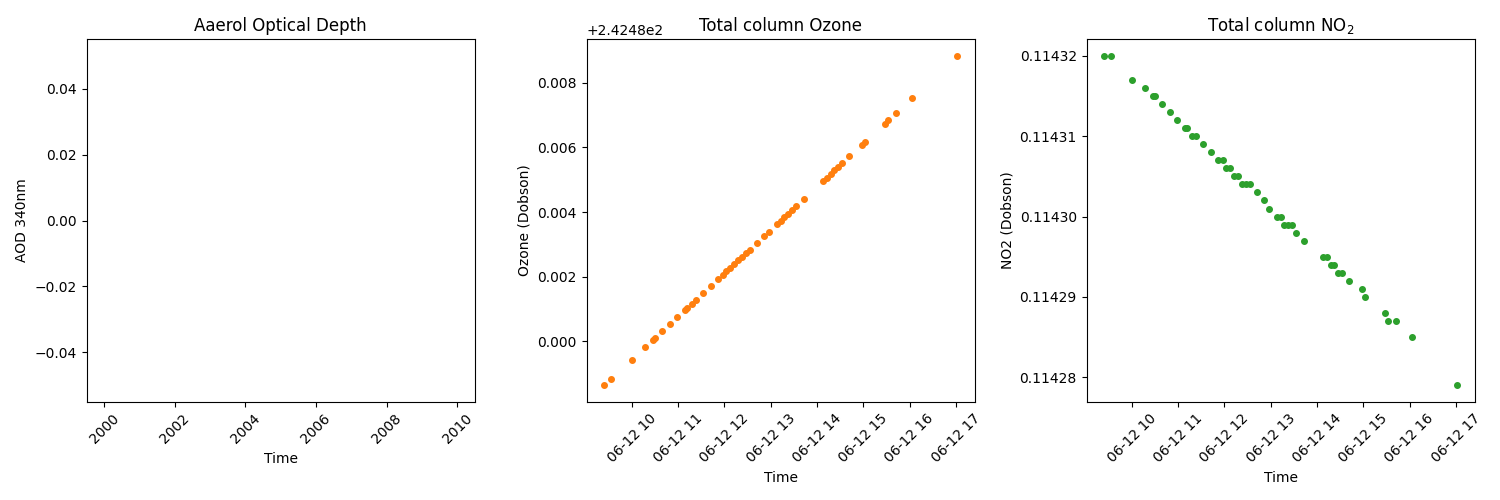 Aaerol Optical Depth
AOD 340nm
0.04
0.02
0.00
−0.02
−0.04
2000 2002 2004 2006 2008 2010
Time
Total column Ozone
+2.4248e2
Ozone (Dobson)
0.008
0.006
0.004
0.002
0.000
06-12 10 06-12 11 06-12 12 06-12 13 06-12 14 06-12 15 06-12 16 06-12 17
Time
Total column NO₂
NO2 (Dobson)
0.11432
0.11431
0.11430
0.11429
0.11428
06-12 10 06-12 11 06-12 12 06-12 13 06-12 14 06-12 15 06-12 16 06-12 17
Time